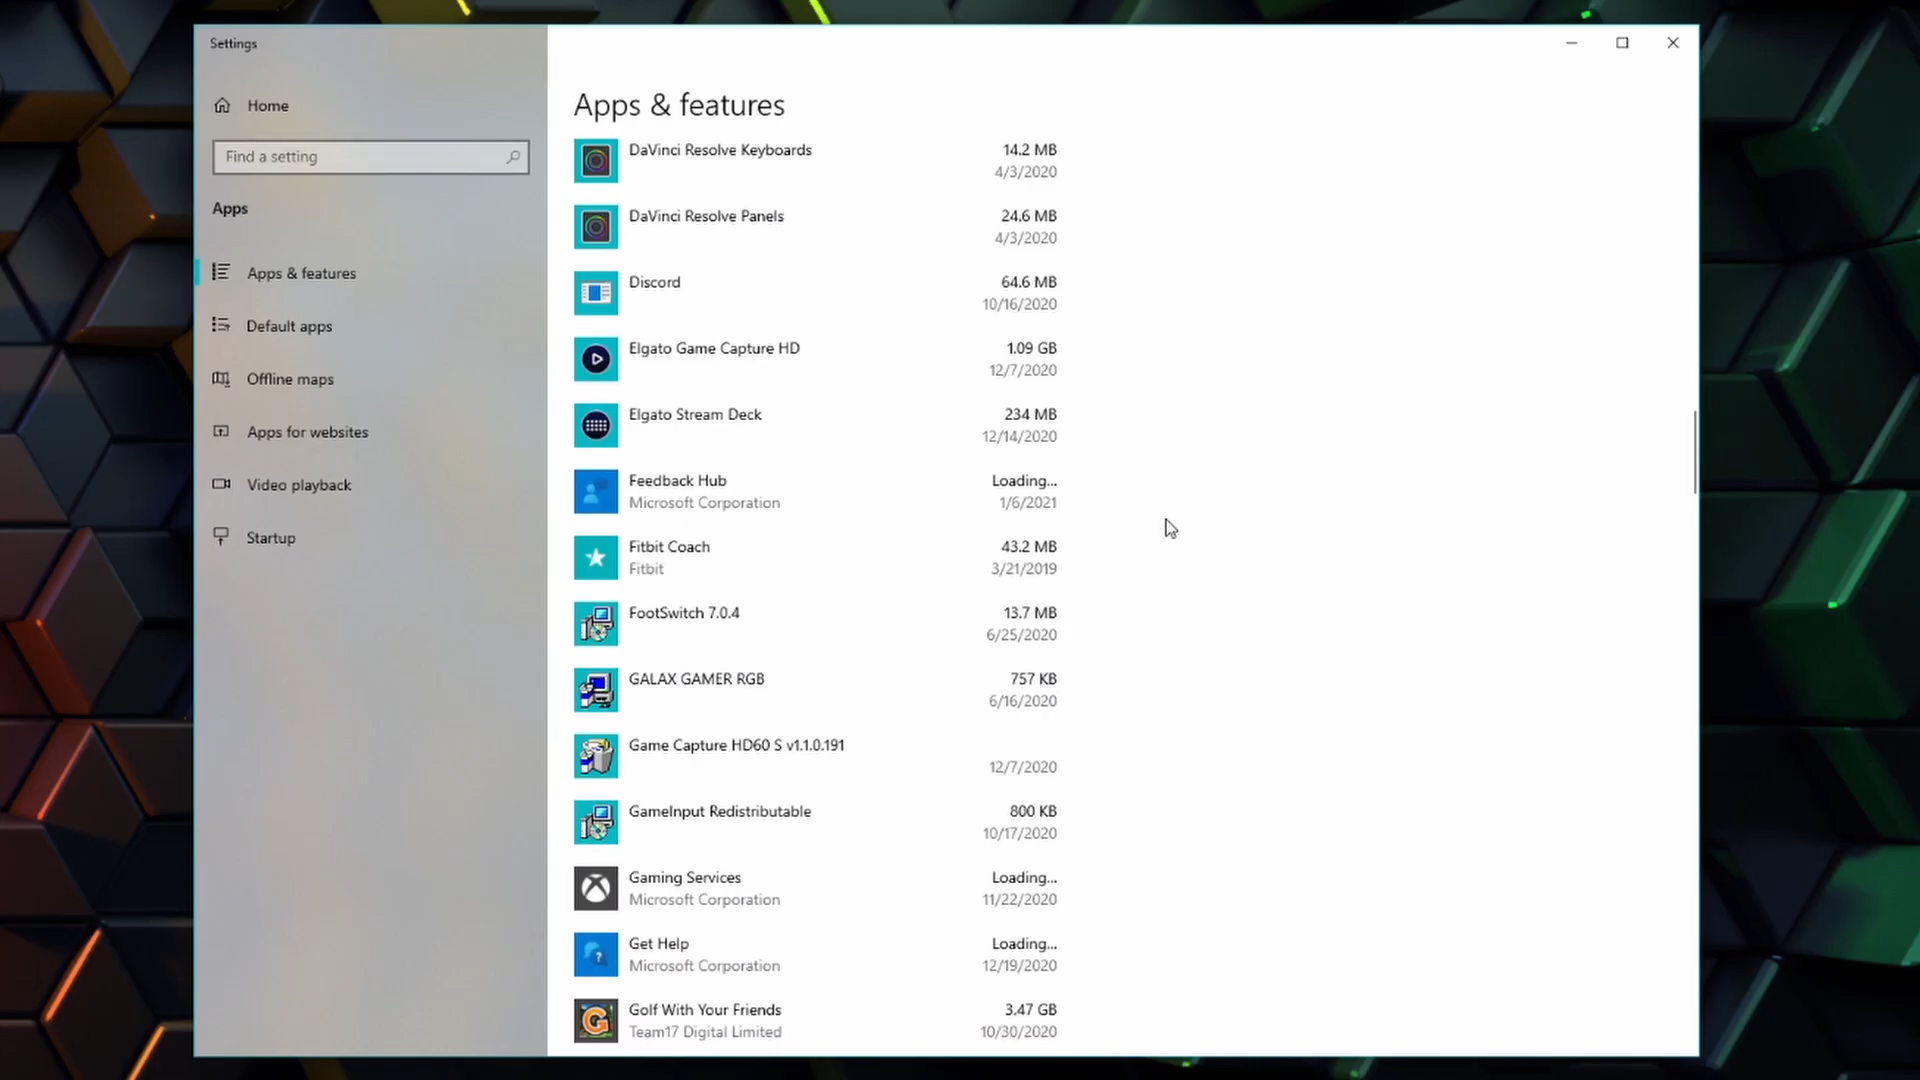 Settings
Home
Find a setting
Apps
Apps & features
Default apps
Offline maps
Apps for websites
Video playback
Startup
Apps & features
DaVinci Resolve Keyboards 14.2 MB
4/3/2020
DaVinci Resolve Panels 24.6 MB
4/3/2020
Discord 64.6 MB
10/16/2020
Elgato Game Capture HD 1.09 GB
12/7/2020
Elgato Stream Deck 234 MB
12/14/2020
Feedback Hub Loading...
Microsoft Corporation 1/6/2021
Fitbit Coach 43.2 MB
Fitbit 3/21/2019
FootSwitch 7.0.4 13.7 MB
6/25/2020
GALAX GAMER RGB 757 KB
6/16/2020
Game Capture HD60 S v1.1.0.191
12/7/2020
GameInput Redistributable 800 KB
10/17/2020
Gaming Services Loading...
Microsoft Corporation 11/22/2020
Get Help Loading...
Microsoft Corporation 12/19/2020
Golf With Your Friends 3.47 GB
Team17 Digital Limited 10/30/2020